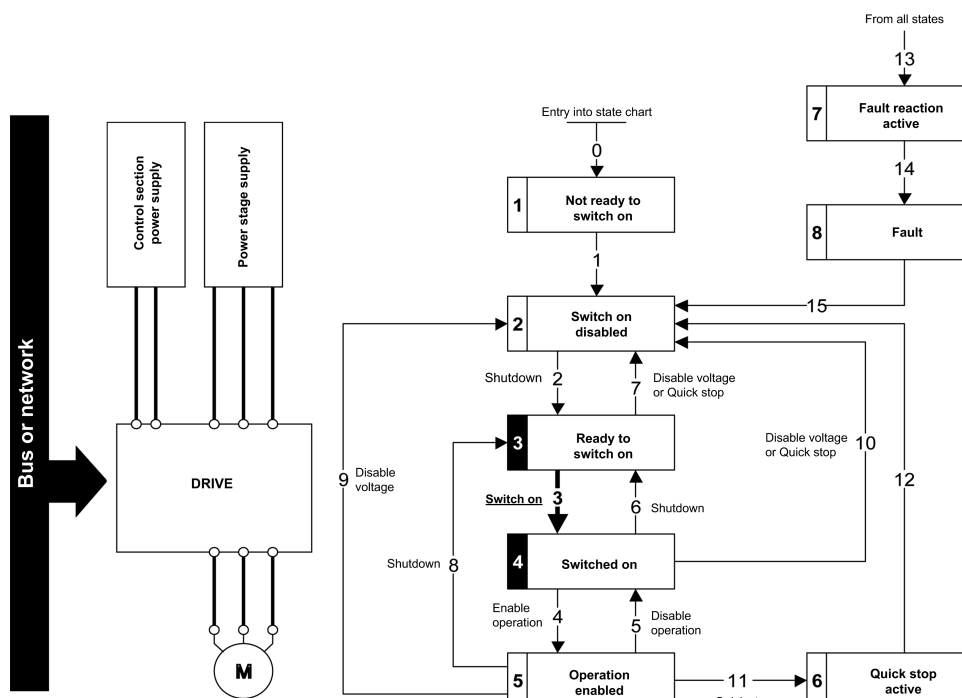 From all states
13
7
Fault reaction
active
Entry into state chart
0
14
1
Not ready to
switch on
8
Fault
Control section
power supply
Power stage supply
1
15
2
Switch on
disabled
Shutdown
2
7
Disable voltage
or Quick stop
3
Ready to
switch on
Disable voltage
or Quick stop
10
Bus or network
DRIVE
9
Disable
voltage
12
Switch on
3
6
Shutdown
Shutdown
8
4
Switched on
Enable
operation
4
5
Disable
operation
M
5
Operation
enabled
11
6
Quick stop
active